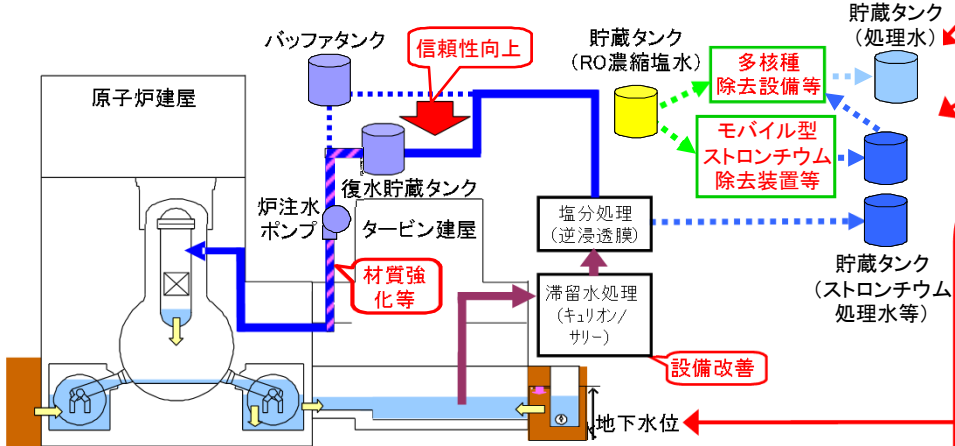 バッファタンク
信頼性向上
貯蔵タンク
(RO濃縮塩水)
多核種
除去設備等
貯蔵タンク
(処理水)
原子炉建屋
モバイル型
ストロンチウム
除去装置等
復水貯蔵タンク
炉注水
ポンプ
タービン建屋
塩分処理
(逆浸透膜)
材質強
化等
滞留水処理
(キュリオン/
サリー)
貯蔵タンク
(ストロンチウム
処理水等)
設備改善
地下水位